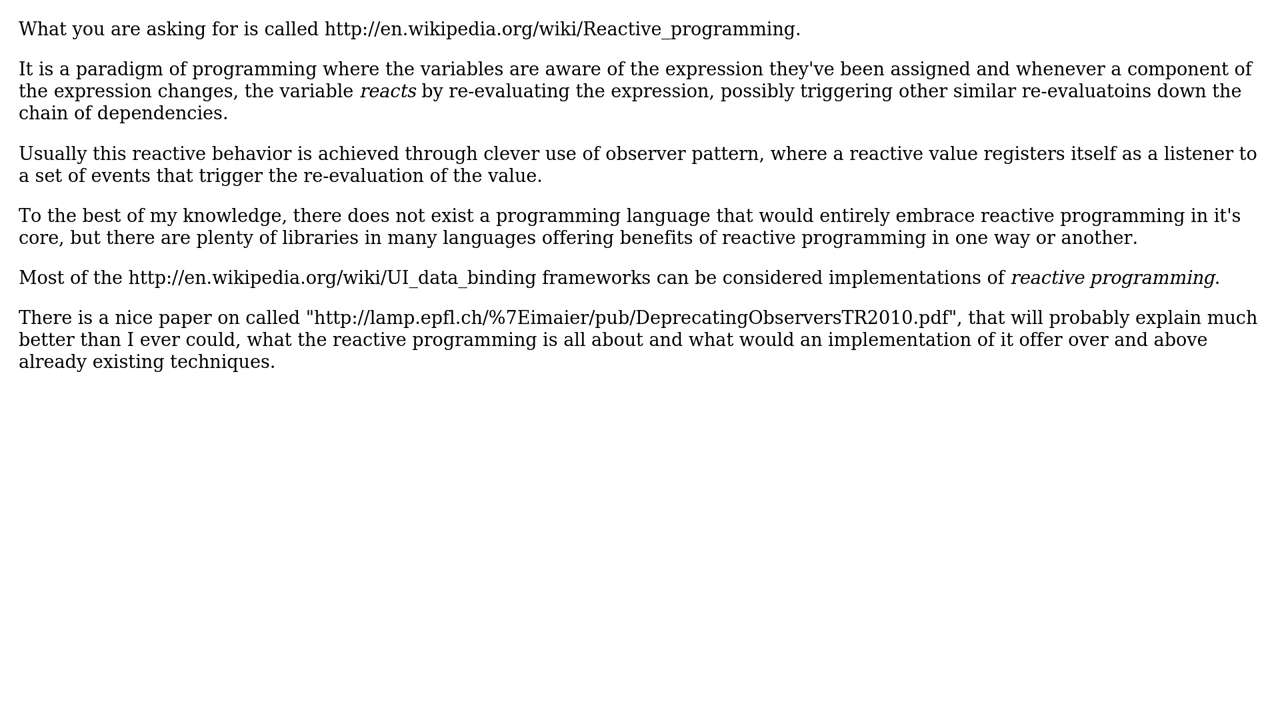 What you are asking for is called http://en.wikipedia.org/wiki/Reactive_programming.
It is a paradigm of programming where the variables are aware of the expression they've been assigned and whenever a component of
the expression changes, the variable reacts by re-evaluating the expression, possibly triggering other similar re-evaluatoins down the
chain of dependencies.
Usually this reactive behavior is achieved through clever use of observer pattern, where a reactive value registers itself as a listener to
a set of events that trigger the re-evaluation of the value.
To the best of my knowledge, there does not exist a programming language that would entirely embrace reactive programming in it's
core, but there are plenty of libraries in many languages offering benefits of reactive programming in one way or another.
Most of the http://en.wikipedia.org/wiki/UI_data_binding frameworks can be considered implementations of reactive programming.
There is a nice paper on called "http://lamp.epfl.ch/%7Eimaier/pub/DeprecatingObserversTR2010.pdf", that will probably explain much
better than I ever could, what the reactive programming is all about and what would an implementation of it offer over and above
already existing techniques.